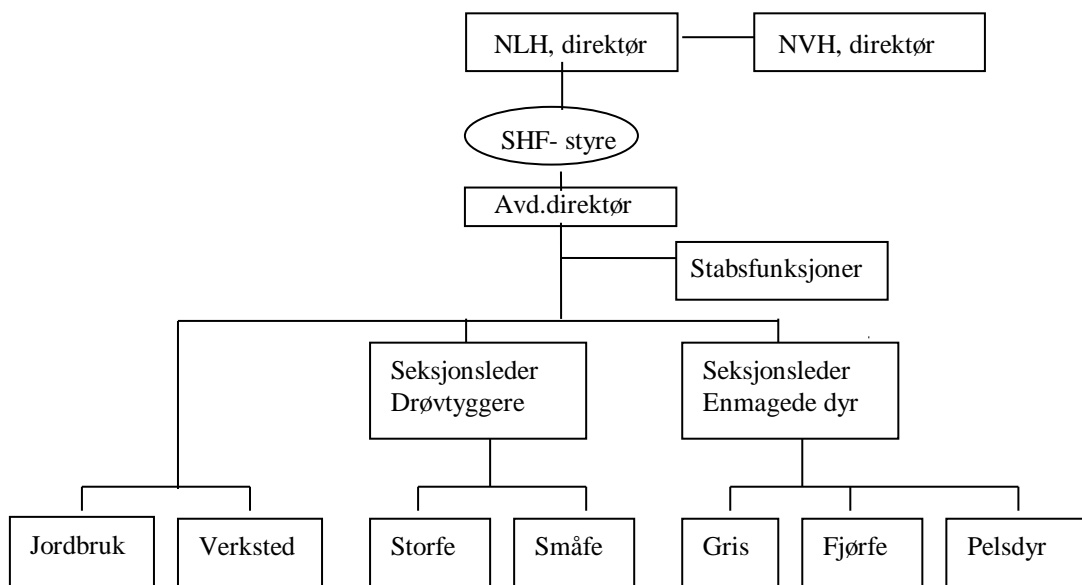 NLH, direktør
NVH, direktør
SHF- styre
Avd.direktør
Stabsfunksjoner
Seksjonsleder
Drøvtyggere
Seksjonsleder
Enmagede dyr
Jordbruk
Verksted
Storfe
Småfe
Gris
Fjørfe
Pelsdyr